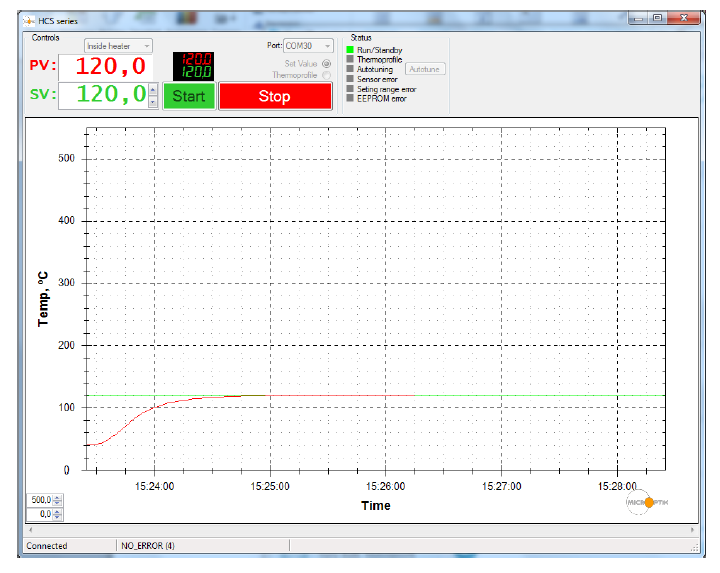 HCS series
Controls
Inside heater
Port: COM30
Status
PV: 120,0
120.0
120.0
Set Value
Thermoprofile
Run/Standby
Thermoprofile
Autotuning
Autotune
Sensor error
Seting range error
EEPROM error
SV: 120,0
Start
Stop
500
400
300
200
100
0
Temp, ºC
15:24:00 15:25:00 15:26:00 15:27:00 15:28:00
Time
500,0
0,0
MICROPTIK
Connected
NO_ERROR (4)